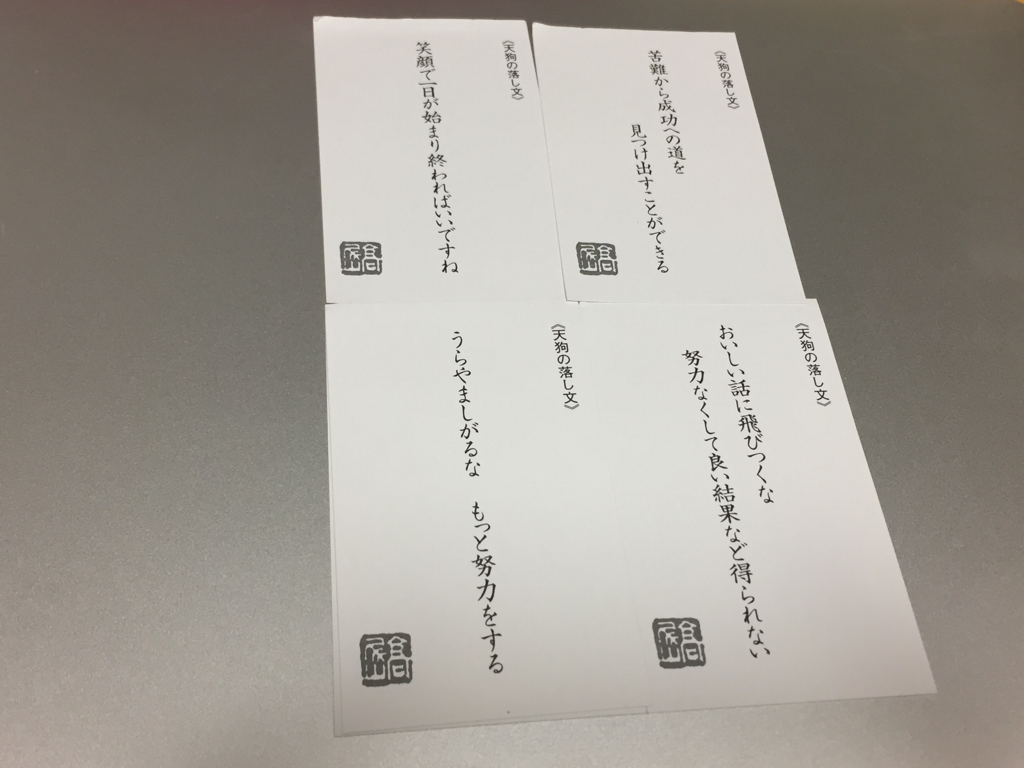 《天狗の落し文》
苦難から成功への道を
見つけ出すことができる
《天狗の落し文》
笑顔で一日が始まり終わればいいですね
《天狗の落し文》
おいしい話に飛びつくな
努力なくして良い結果など得られない
《天狗の落し文》
うらやましがるな　もっと努力をする